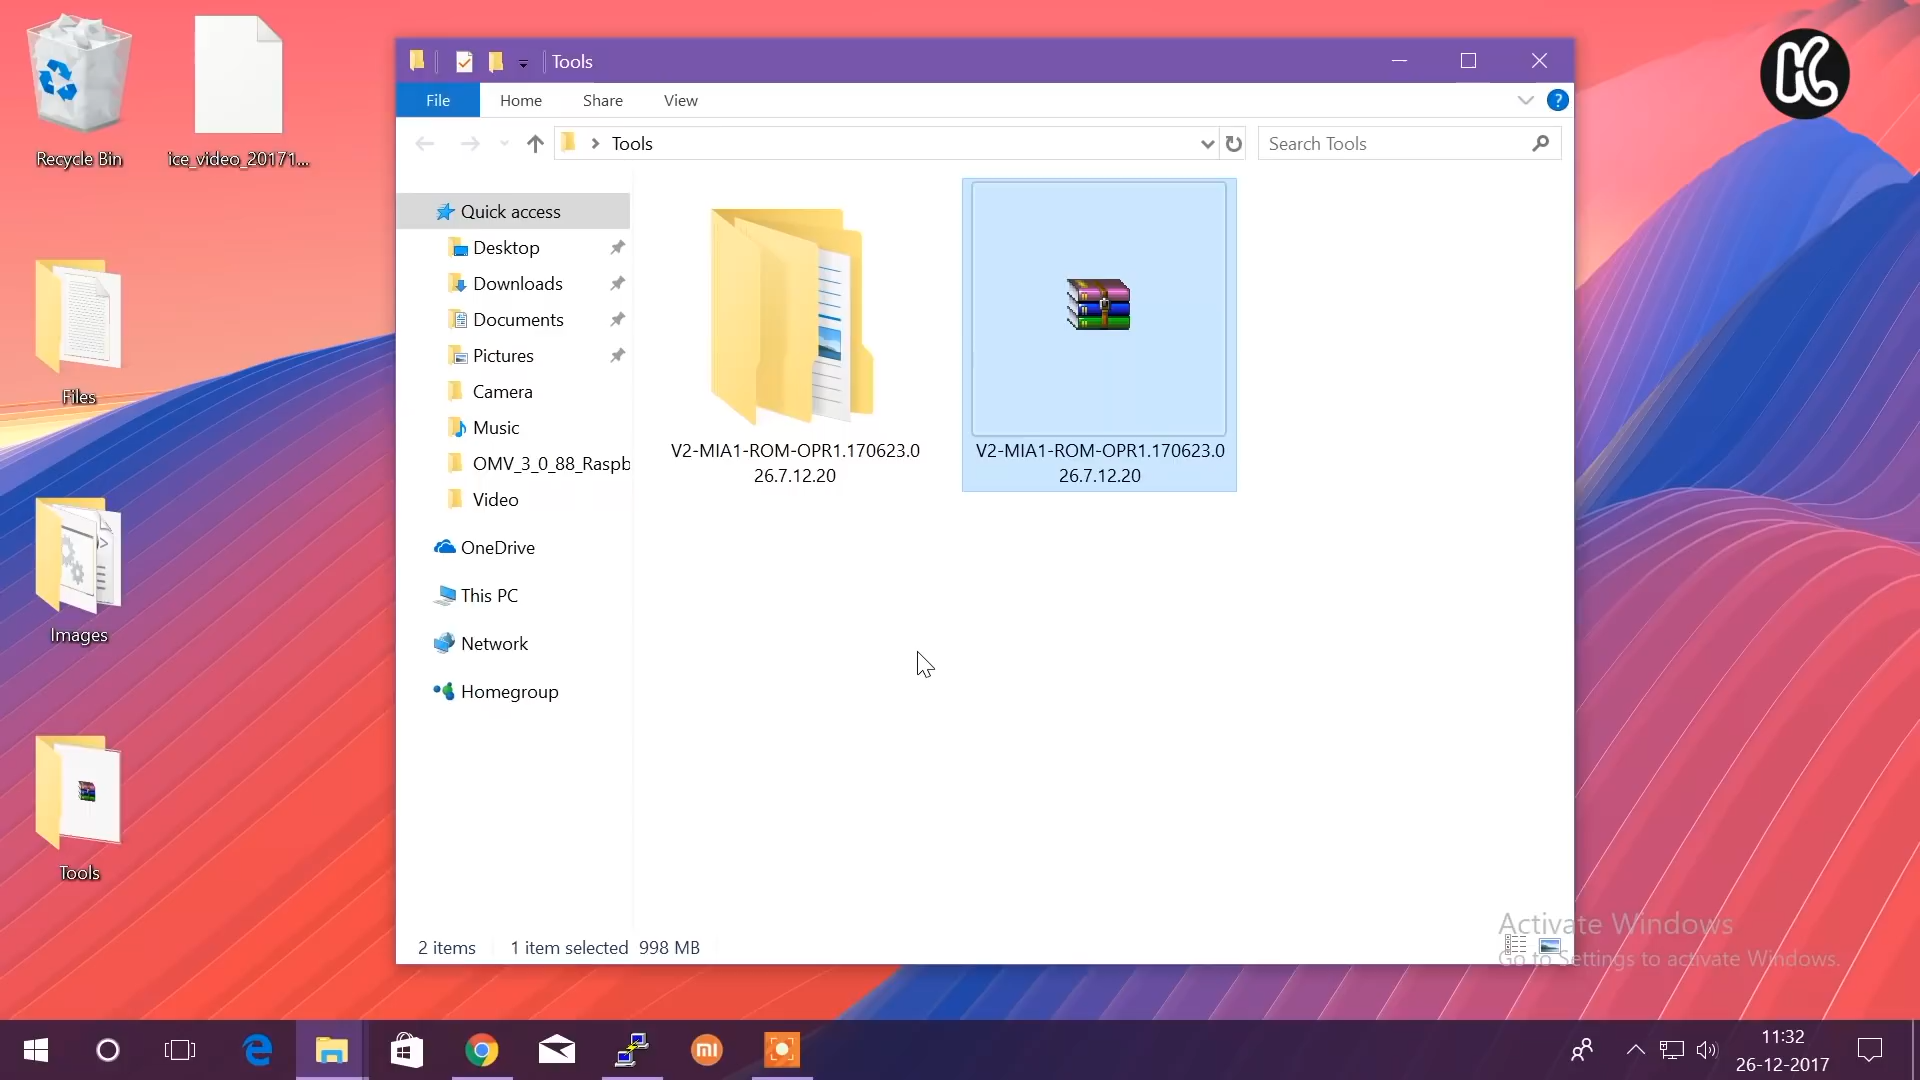 Recycle Bin
ice_video_20171...
Files
Images
Tools
Tools
File
Home
Share
View
?
Tools
Search Tools
Quick access
Desktop
Downloads
Documents
Pictures
Camera
Music
OMV_3_0_88_Raspb
Video
OneDrive
This PC
Network
Homegroup
V2-MIA1-ROM-OPR1.170623.0
26.7.12.20
V2-MIA1-ROM-OPR1.170623.0
26.7.12.20
2 items
1 item selected 998 MB
Activate Windows
Go to Settings to activate Windows.
mi
11:32
26-12-2017